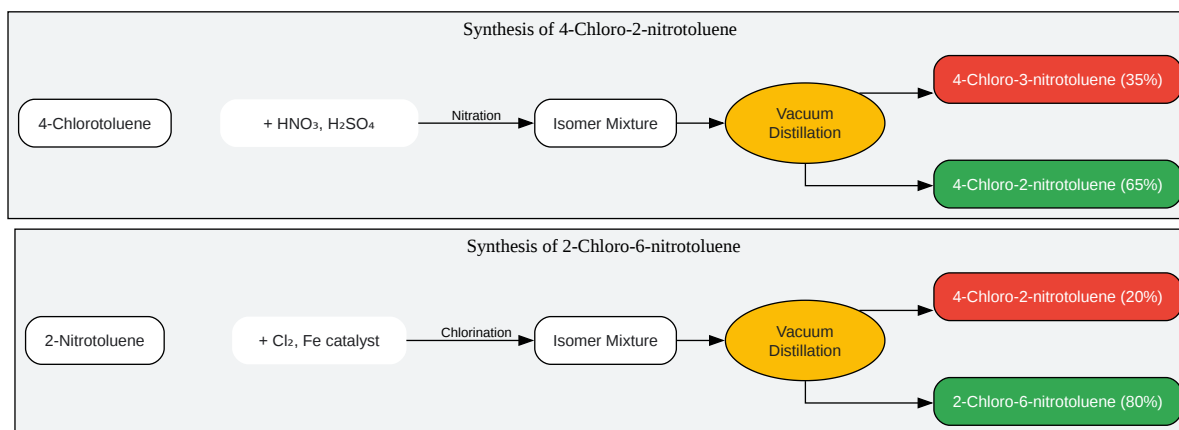 Synthesis of 4-Chloro-2-nitrotoluene
4-Chlorotoluene
+ HNO₃, H₂SO₄
Nitration
Isomer Mixture
Vacuum
Distillation
4-Chloro-3-nitrotoluene (35%)
4-Chloro-2-nitrotoluene (65%)
Synthesis of 2-Chloro-6-nitrotoluene
2-Nitrotoluene
+ Cl₂, Fe catalyst
Chlorination
Isomer Mixture
Vacuum
Distillation
4-Chloro-2-nitrotoluene (20%)
2-Chloro-6-nitrotoluene (80%)